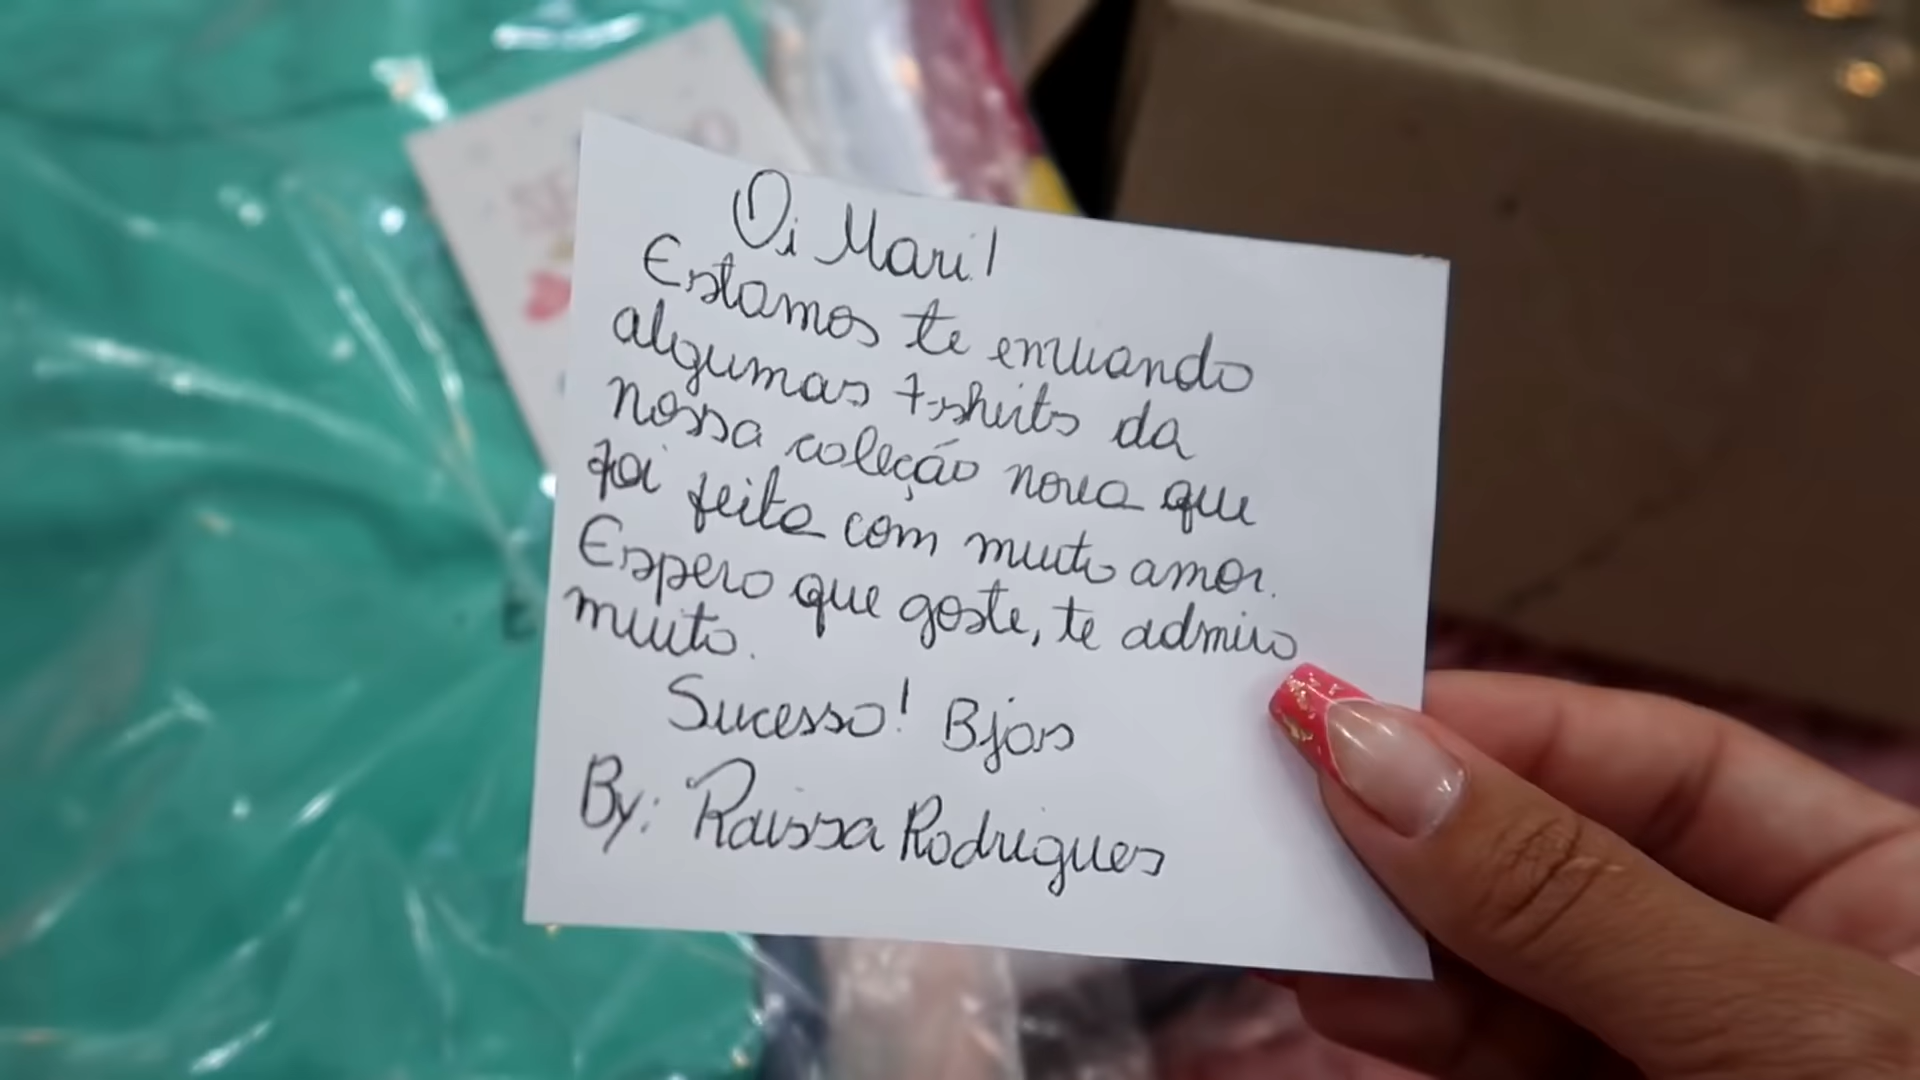 Oi Mari!
Estamos te enviando
algumas t-shirts da
nossa coleção nova que
foi feita com muito amor.
Espero que goste, te admiro
muito.
Sucesso! Bjos
By: Raissa Rodrigues